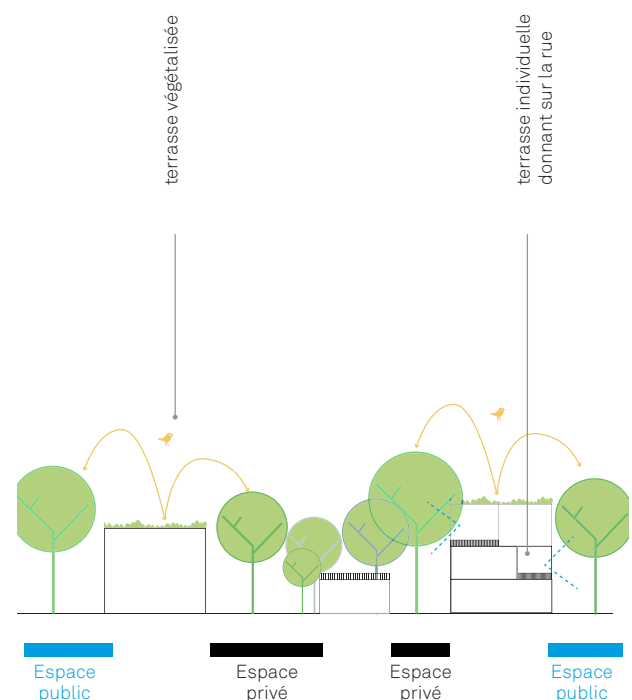 terrasse végétalisée
terrasse individuelle
donnant sur la rue
Espace
public
Espace
privé
Espace
privé
Espace
public